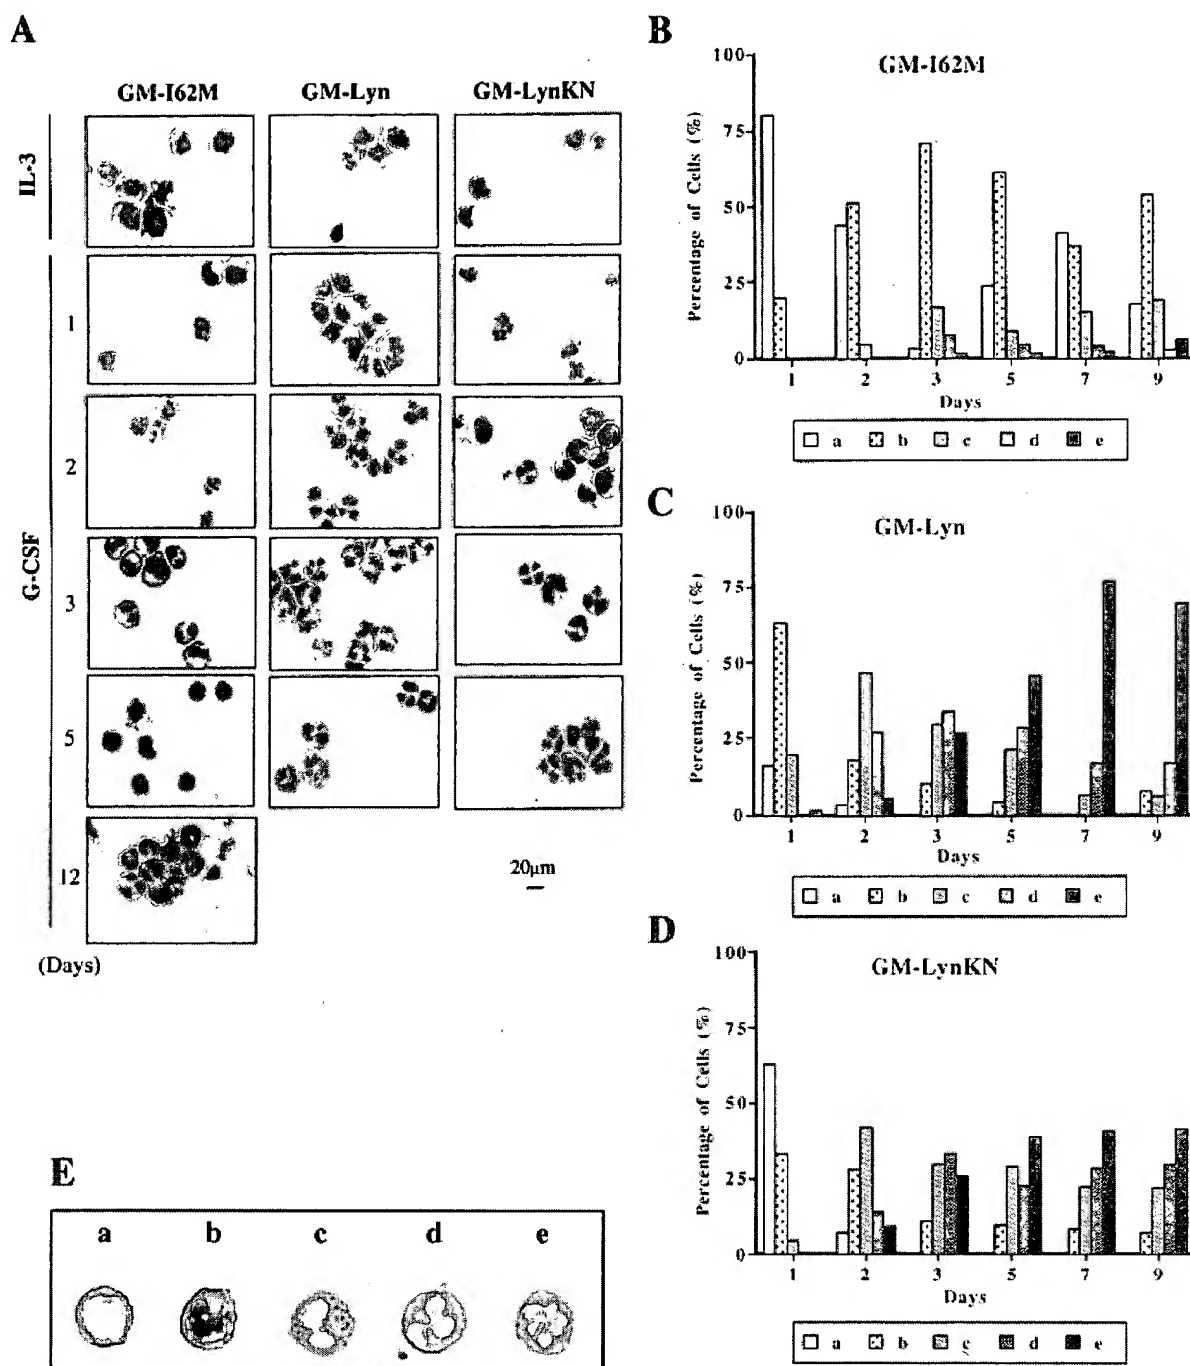 A
GM-I62M GM-Lyn GM-LynKN
IL-3
G-CSF
1
2
3
5
12
(Days)
20µm
B
GM-I62M
Percentage of Cells (%)
100
75
50
25
0
1 2 3 5 7 9
Days
a b c d e
C
GM-Lyn
Percentage of Cells (%)
100
75
50
25
0
1 2 3 5 7 9
Days
a b c d e
D
GM-LynKN
Percentage of Cells (%)
100
75
50
25
0
1 2 3 5 7 9
Days
a b c d e
E
a b c d e